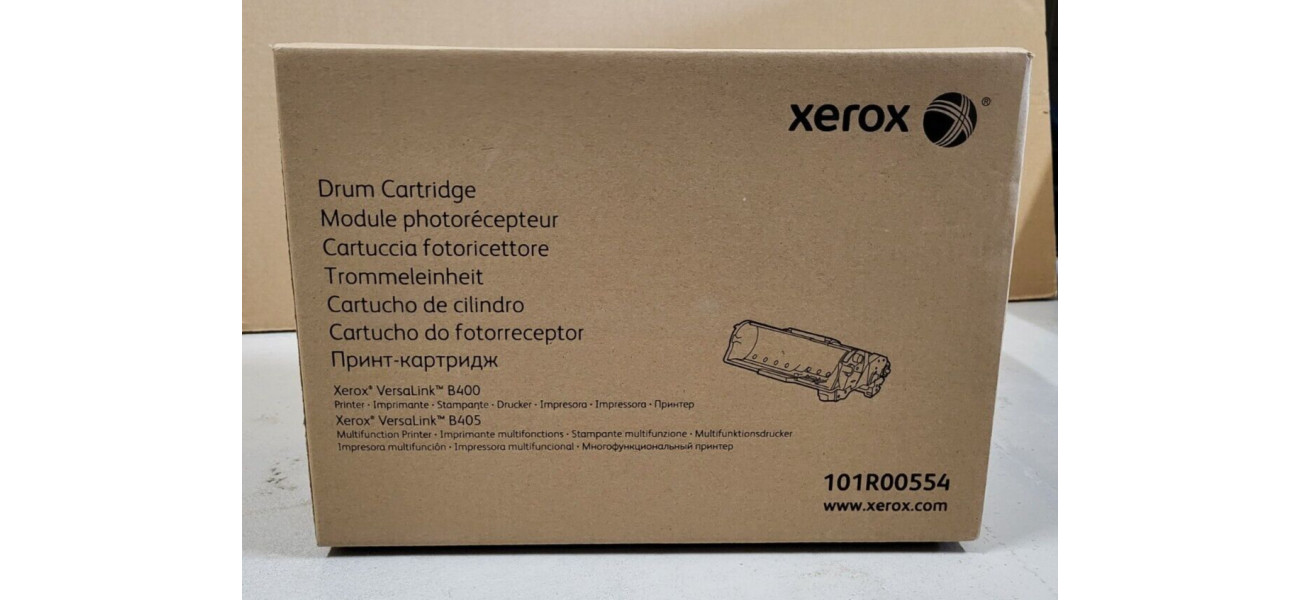 xerox ®
Drum Cartridge
Module photorécepteur
Cartuccia fotoricettore
Trommeleinheit
Cartucho de cilindro
Cartucho do fotorreceptor
Принт-картридж
Xerox® VersaLink™ B400
Printer · Imprimante · Stampante · Drucker · Impresora · Impressora · Принтер
Xerox® VersaLink™ B405
Multifunction Printer · Imprimante multifonctions · Stampante multifunzione · Multifunktionsdrucker
Impresora multifunción · Impressora multifuncional · Многофункциональный принтер
101R00554
www.xerox.com